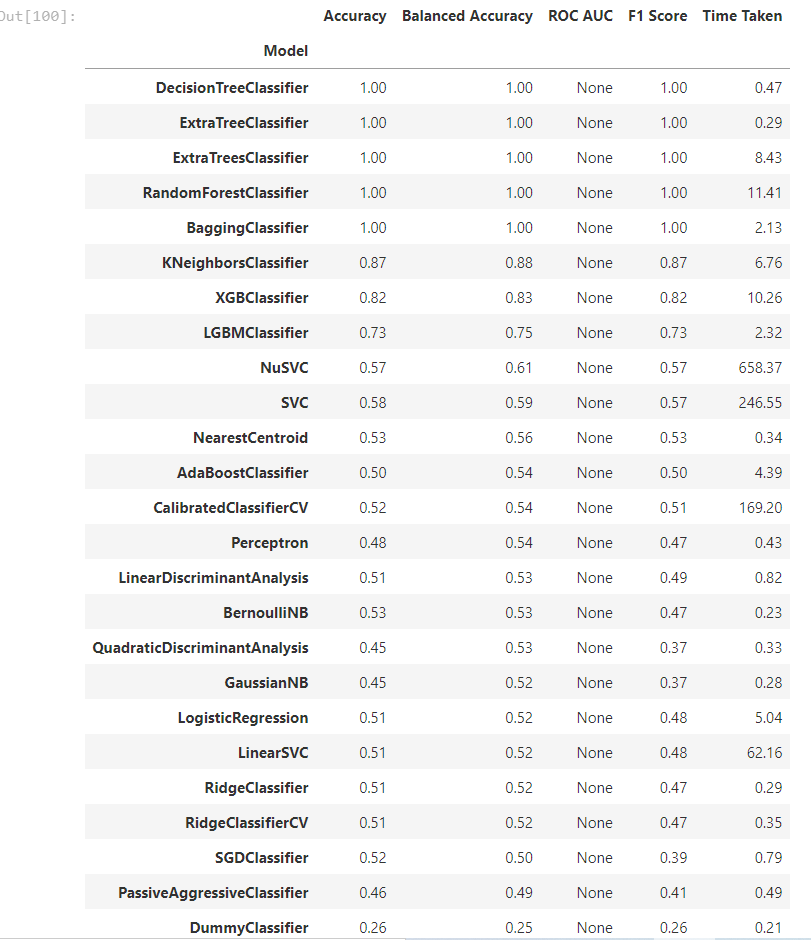 Out[100]:
Accuracy Balanced Accuracy ROC AUC F1 Score Time Taken
Model
DecisionTreeClassifier 1.00 1.00 None 1.00 0.47
ExtraTreeClassifier 1.00 1.00 None 1.00 0.29
ExtraTreesClassifier 1.00 1.00 None 1.00 8.43
RandomForestClassifier 1.00 1.00 None 1.00 11.41
BaggingClassifier 1.00 1.00 None 1.00 2.13
KNeighborsClassifier 0.87 0.88 None 0.87 6.76
XGBClassifier 0.82 0.83 None 0.82 10.26
LGBMClassifier 0.73 0.75 None 0.73 2.32
NuSVC 0.57 0.61 None 0.57 658.37
SVC 0.58 0.59 None 0.57 246.55
NearestCentroid 0.53 0.56 None 0.53 0.34
AdaBoostClassifier 0.50 0.54 None 0.50 4.39
CalibratedClassifierCV 0.52 0.54 None 0.51 169.20
Perceptron 0.48 0.54 None 0.47 0.43
LinearDiscriminantAnalysis 0.51 0.53 None 0.49 0.82
BernoulliNB 0.53 0.53 None 0.47 0.23
QuadraticDiscriminantAnalysis 0.45 0.53 None 0.37 0.33
GaussianNB 0.45 0.52 None 0.37 0.28
LogisticRegression 0.51 0.52 None 0.48 5.04
LinearSVC 0.51 0.52 None 0.48 62.16
RidgeClassifier 0.51 0.52 None 0.47 0.29
RidgeClassifierCV 0.51 0.52 None 0.47 0.35
SGDClassifier 0.52 0.50 None 0.39 0.79
PassiveAggressiveClassifier 0.46 0.49 None 0.41 0.49
DummyClassifier 0.26 0.25 None 0.26 0.21